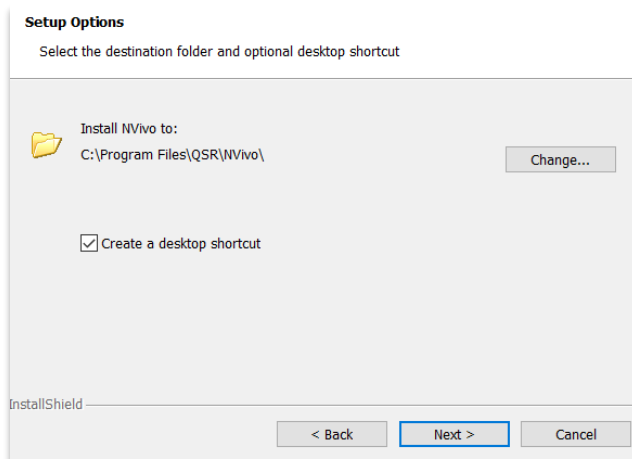 Setup Options
Select the destination folder and optional desktop shortcut
Install NVivo to:
C:\Program Files\QSR\NVivo\
Change...
Create a desktop shortcut
InstallShield
< Back
Next >
Cancel